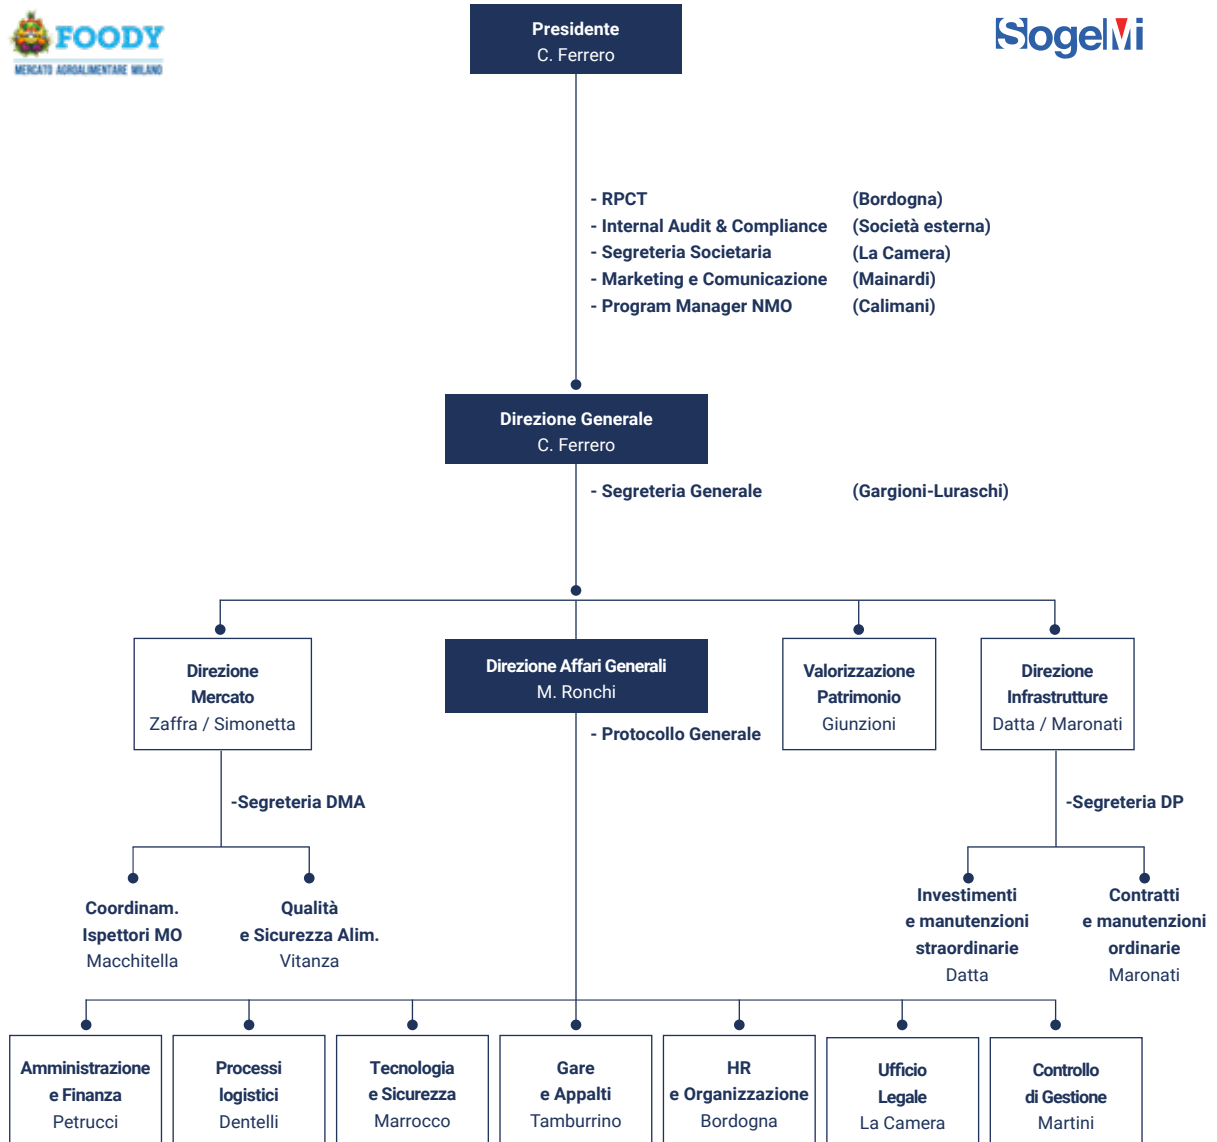 FOODY
MERCATO AGROALIMENTARE MILANO
SogeMi
Presidente
C. Ferrero
- RPCT (Bordogna)
- Internal Audit & Compliance (Società esterna)
- Segreteria Societaria (La Camera)
- Marketing e Comunicazione (Mainardi)
- Program Manager NMO (Calimani)
Direzione Generale
C. Ferrero
- Segreteria Generale (Gargioni-Luraschi)
Direzione
Mercato
Zaffra / Simonetta
Direzione Affari Generali
M. Ronchi
- Protocollo Generale
Valorizzazione
Patrimonio
Giunzioni
Direzione
Infrastrutture
Datta / Maronati
-Segreteria DMA
-Segreteria DP
Coordinam.
Ispettori MO
Macchitella
Qualità
e Sicurezza Alim.
Vitanza
Investimenti
e manutenzioni
straordinarie
Datta
Contratti
e manutenzioni
ordinarie
Maronati
Amministrazione
e Finanza
Petrucci
Processi
logistici
Dentelli
Tecnologia
e Sicurezza
Marrocco
Gare
e Appalti
Tamburrino
HR
e Organizzazione
Bordogna
Ufficio
Legale
La Camera
Controllo
di Gestione
Martini